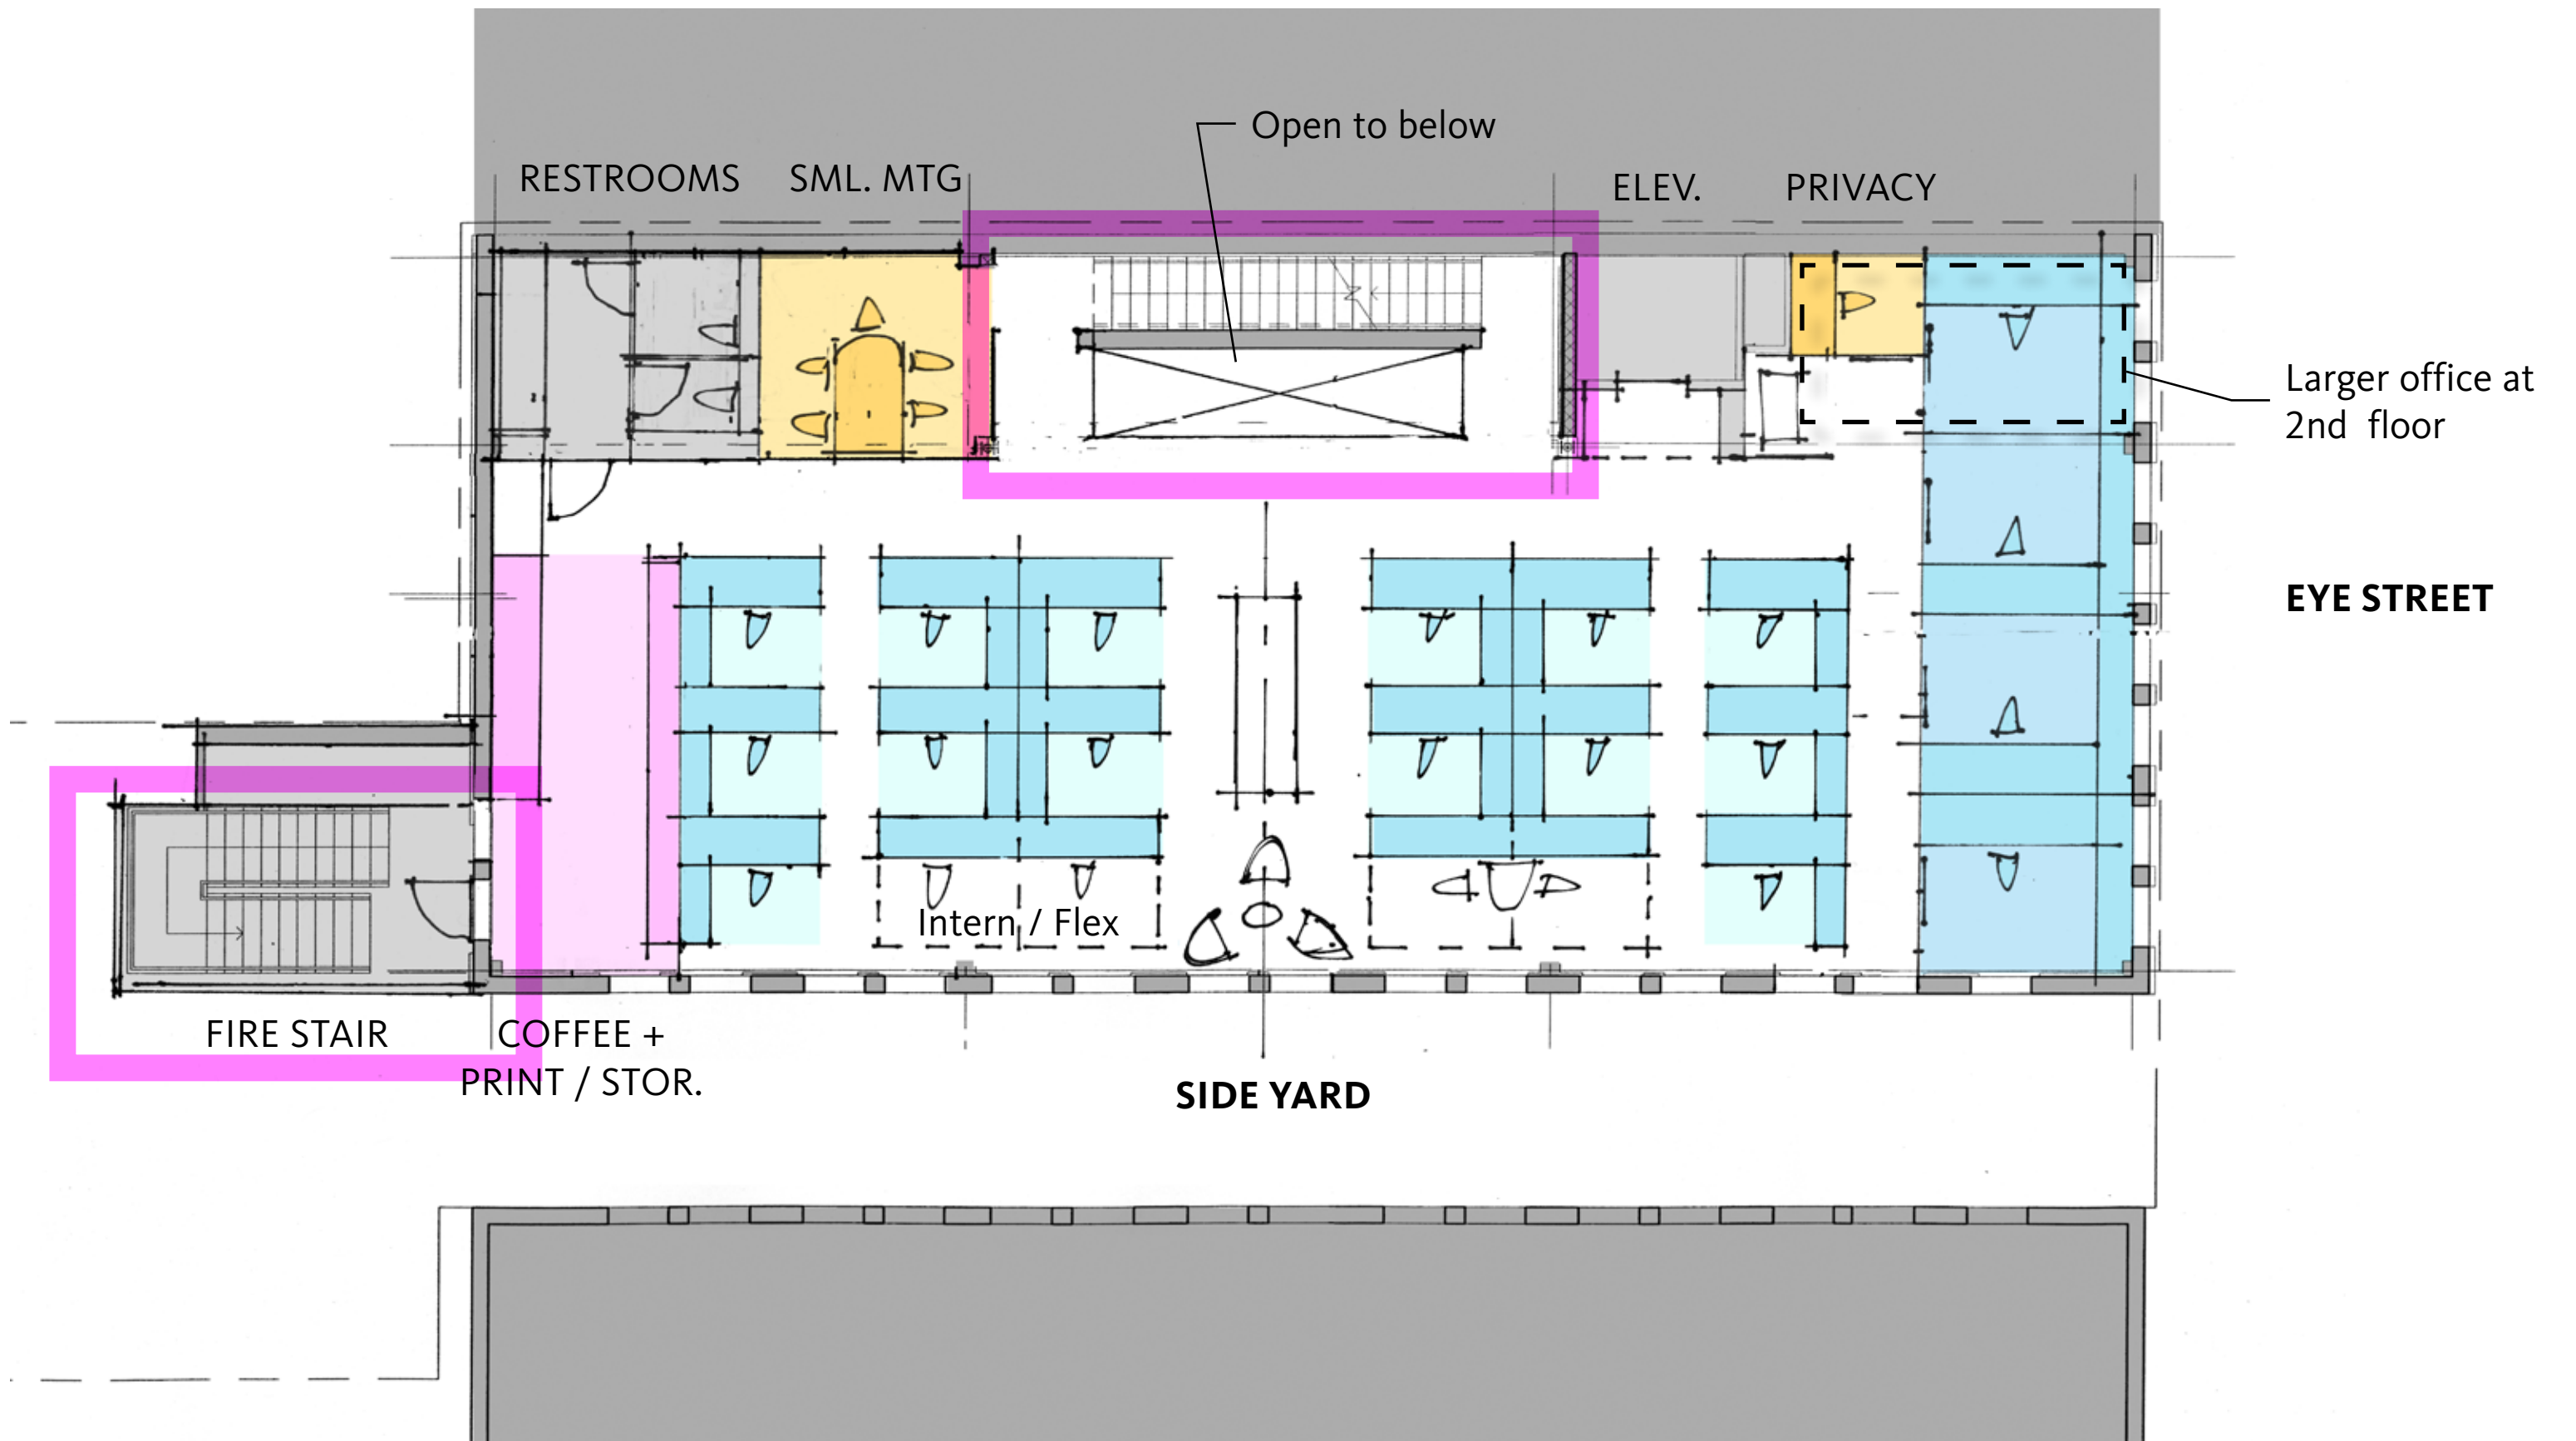 Open to below
RESTROOMS
SML. MTG
ELEV.
PRIVACY
Larger office at
2nd floor
EYE STREET
Intern / Flex
FIRE STAIR
COFFEE +
PRINT / STOR.
SIDE YARD